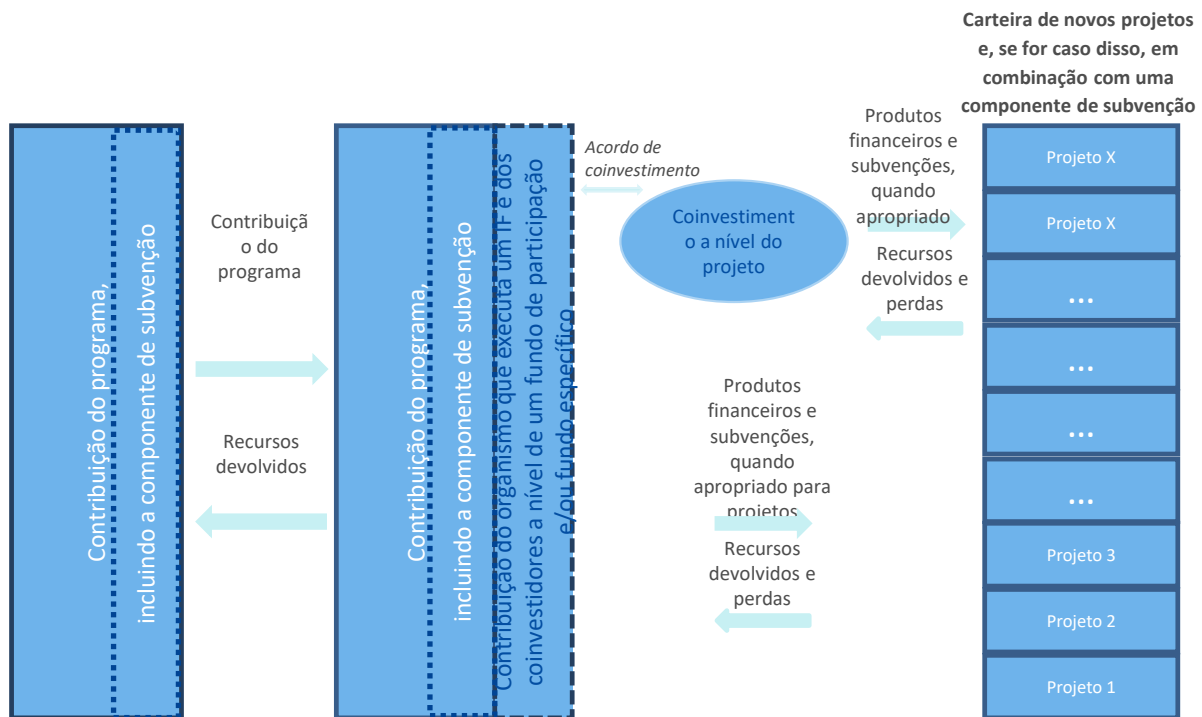 Contribuição do programa,
incluindo a componente de subvenção
Contribuiçã
o do
programa
Recursos
devolvidos
Contribuição do programa,
incluindo a componente de subvenção
Contribuição do organismo que executa um IF e dos
coinvestidores a nível de um fundo de participação
e/ou fundo específico
Acordo de
coinvestimento
Coinvestiment
o a nível do
projeto
Produtos
financeiros e
subvenções,
quando
apropriado
Recursos
devolvidos e
perdas
Produtos
financeiros e
subvenções,
quando
apropriado para
projetos
Recursos
devolvidos e
perdas
Carteira de novos projetos
e, se for caso disso, em
combinação com uma
componente de subvenção
Projeto X
Projeto X
...
...
...
...
Projeto 3
Projeto 2
Projeto 1